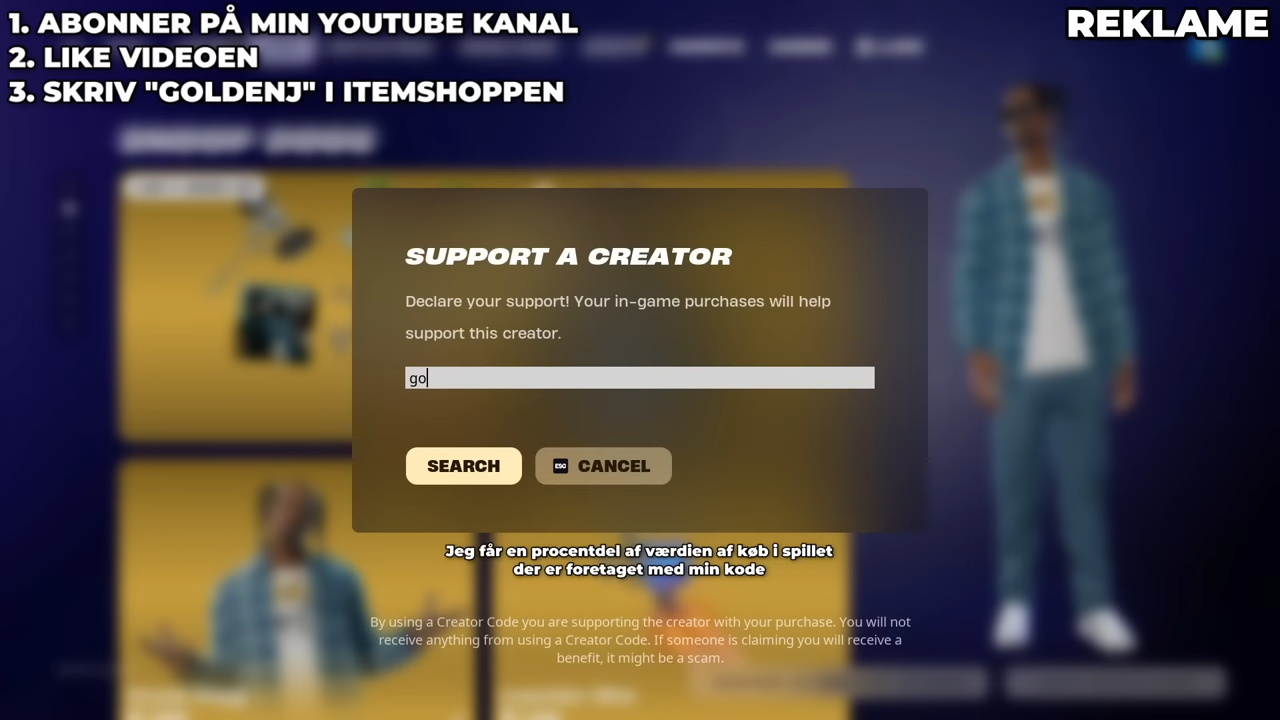 1. ABONNER PÅ MIN YOUTUBE KANAL
2. LIKE VIDEOEN
3. SKRIV "GOLDENJ" I ITEMSHOPPEN
REKLAME
SUPPORT A CREATOR
Declare your support! Your in-game purchases will help
support this creator.
go
SEARCH
ESC CANCEL
Jeg får en procentdel af værdien af køb i spillet
der er foretaget med min kode
By using a Creator Code you are supporting the creator with your purchase. You will not
receive anything from using a Creator Code. If someone is claiming you will receive a
benefit, it might be a scam.